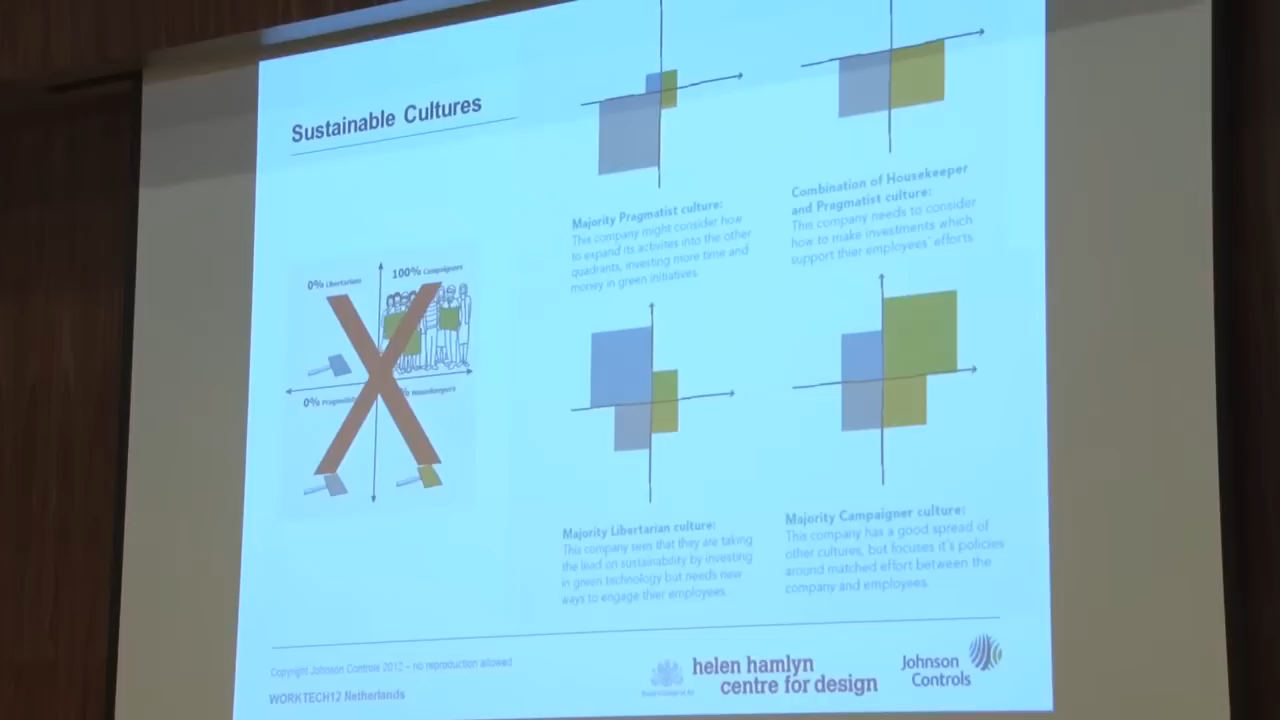 Sustainable Cultures
0% Libertarian
100% Campaigners
0% Pragmatists
% Housekeepers
Majority Pragmatist culture:
This company might consider how
to expand its activites into the other
quadrants, investing more time and
money in green initiatives.
Combination of Housekeeper
and Pragmatist culture:
This company needs to consider
how to make investments which
support thier employees' efforts.
Majority Libertarian culture:
This company sees that they are taking
the lead on sustainability by investing
in green technology but needs new
ways to engage thier employees.
Majority Campaigner culture:
This company has a good spread of
other cultures, but focuses it's policies
around matched effort between the
company and employees.
Copyright Johnson Controls 2012 – no reproduction allowed
WORKTECH12 Netherlands
helen hamlyn
centre for design
Johnson
Controls